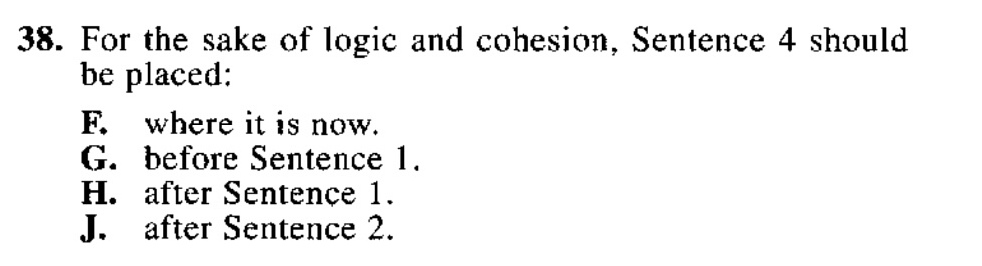 38. For the sake of logic and cohesion, Sentence 4 should
be placed:
F. where it is now.
G. before Sentence 1.
H. after Sentence 1.
J. after Sentence 2.